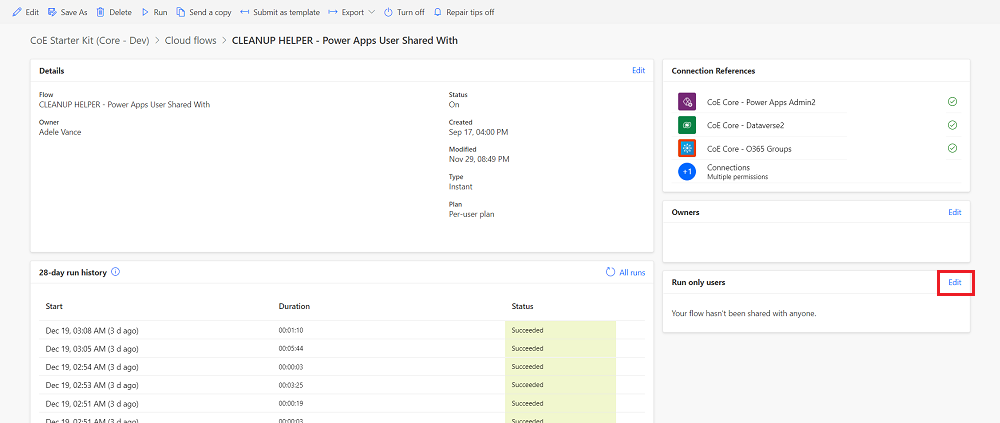 Edit Save As Delete Run Send a copy Submit as template Export Turn off Repair tips off
CoE Starter Kit (Core - Dev) > Cloud flows > CLEANUP HELPER - Power Apps User Shared With
Details Edit
Flow
CLEANUP HELPER - Power Apps User Shared With
Owner
Adele Vance
Status
On
Created
Sep 17, 04:00 PM
Modified
Nov 29, 08:49 PM
Type
Instant
Plan
Per-user plan
28-day run history All runs
Start Duration Status
Dec 19, 03:08 AM (3 d ago) 00:01:10 Succeeded
Dec 19, 03:05 AM (3 d ago) 00:05:44 Succeeded
Dec 19, 02:54 AM (3 d ago) 00:00:03 Succeeded
Dec 19, 02:53 AM (3 d ago) 00:03:25 Succeeded
Dec 19, 02:51 AM (3 d ago) 00:00:19 Succeeded
Dec 19, 02:51 AM (3 d ago) 00:00:03 Succeeded
Connection References
CoE Core - Power Apps Admin2
CoE Core - Dataverse2
CoE Core - O365 Groups
+1 Connections
Multiple permissions
Owners Edit
Run only users Edit
Your flow hasn't been shared with anyone.